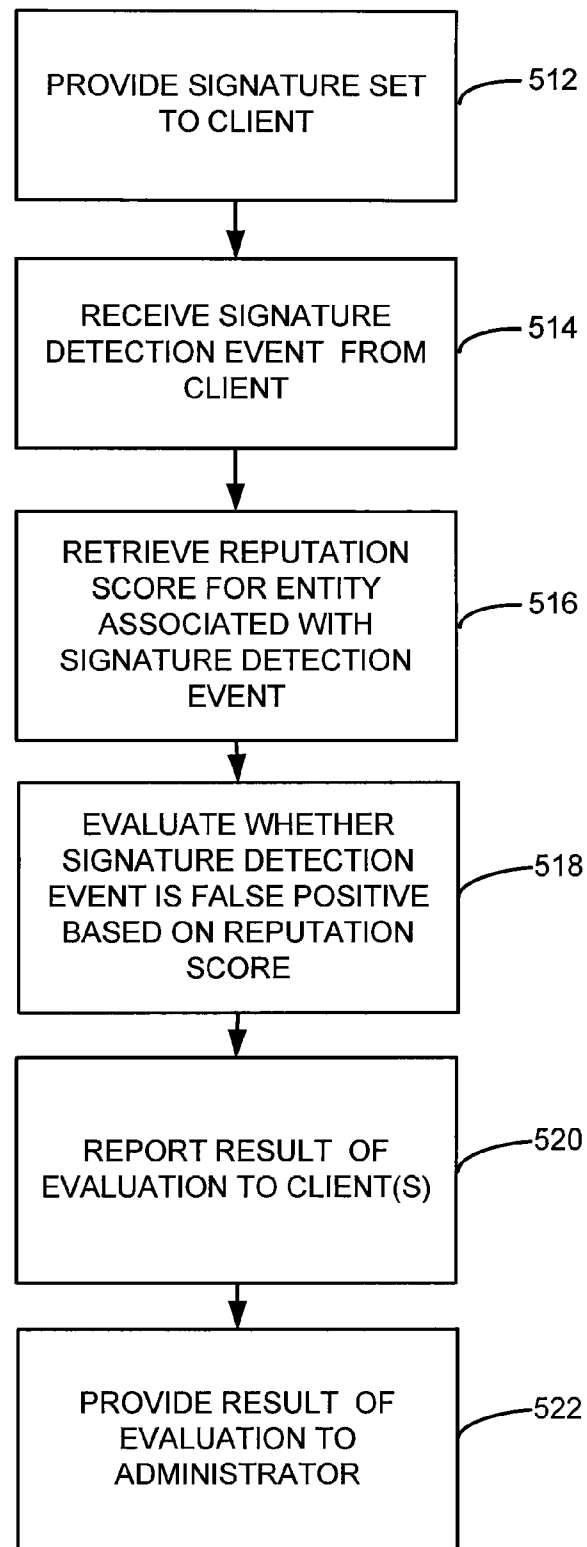 PROVIDE SIGNATURE SET
TO CLIENT
512
RECEIVE SIGNATURE
DETECTION EVENT FROM
CLIENT
514
RETRIEVE REPUTATION
SCORE FOR ENTITY
ASSOCIATED WITH
SIGNATURE DETECTION
EVENT
516
EVALUATE WHETHER
SIGNATURE DETECTION
EVENT IS FALSE POSITIVE
BASED ON REPUTATION
SCORE
518
REPORT RESULT OF
EVALUATION TO CLIENT(S)
520
PROVIDE RESULT OF
EVALUATION TO
ADMINISTRATOR
522